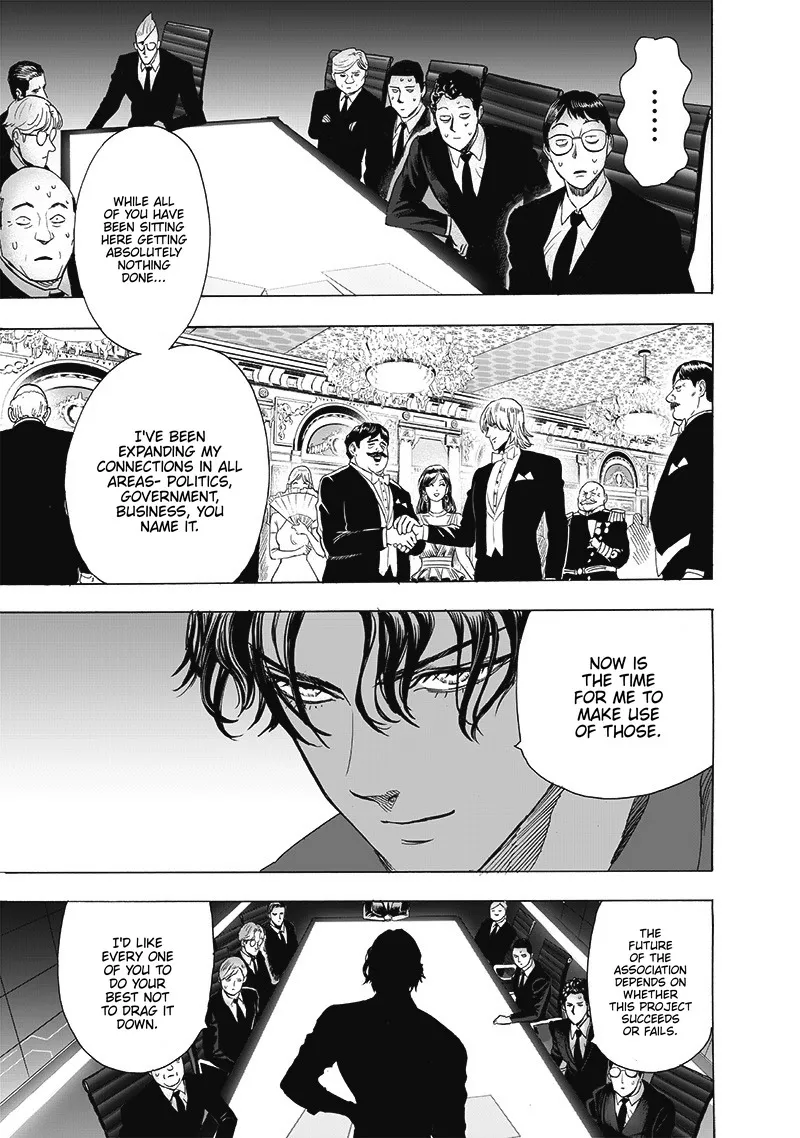 ......
WHILE ALL
OF YOU HAVE
BEEN SITTING
HERE GETTING
ABSOLUTELY
NOTHING
DONE...
I'VE BEEN
EXPANDING MY
CONNECTIONS IN ALL
AREAS- POLITICS,
GOVERNMENT,
BUSINESS, YOU
NAME IT.
NOW IS
THE TIME
FOR ME TO
MAKE USE
OF THOSE.
THE
FUTURE
OF THE
ASSOCIATION
DEPENDS ON
WHETHER
THIS PROJECT
SUCCEEDS
OR FAILS.
I'D LIKE
EVERY ONE
OF YOU TO
DO YOUR
BEST NOT
TO DRAG IT
DOWN.